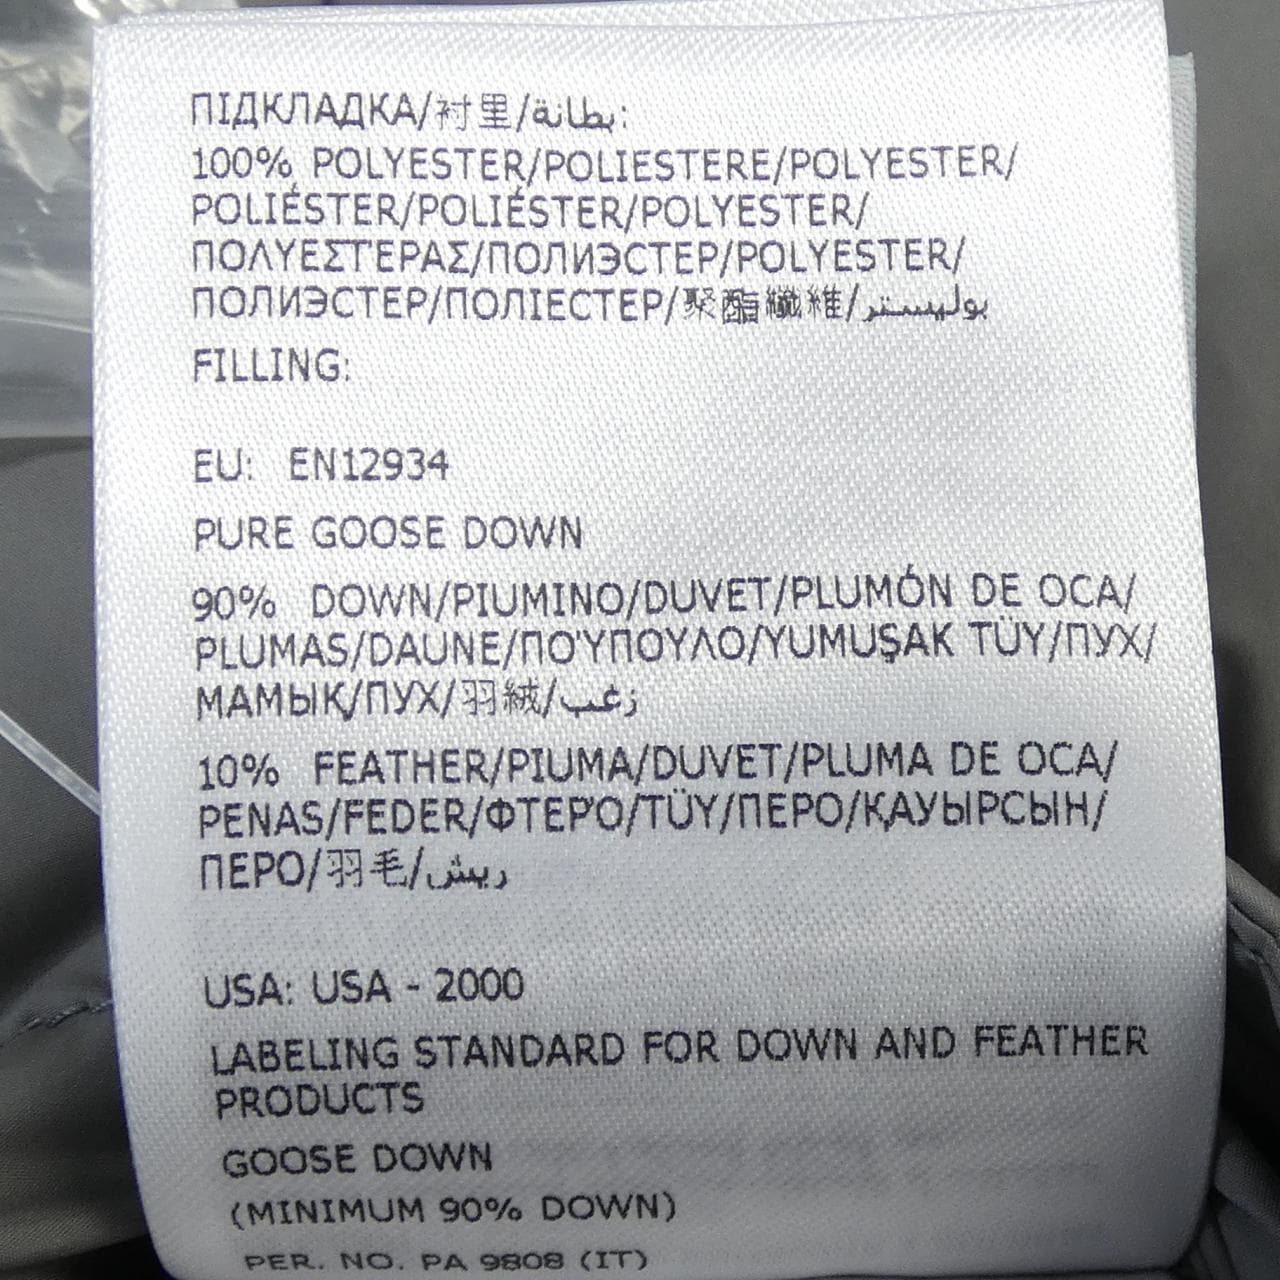 ПІДКЛАДКА/衬里/بطانة:
100% POLYESTER/POLIESTERE/POLYESTER/
POLIÉSTER/POLIÉSTER/POLYESTER/
ΠΟΛΥΕΣΤΕΡΑΣ/ПОЛИЭСТЕР/POLYESTER/
ПОЛИЭСТЕР/ПОЛІЕСТЕР/聚酯纖維/بوليستر
FILLING:
EU: EN12934
PURE GOOSE DOWN
90% DOWN/PIUMINO/DUVET/PLUMÓN DE OCA/
PLUMAS/DAUNE/ΠΟΎΠΟΥΛΟ/YUMUŞAK TÜY/ПУХ/
МАМЫҚ/ПУХ/羽絨/زغب
10% FEATHER/PIUMA/DUVET/PLUMA DE OCA/
PENAS/FEDER/ΦΤΕΡΌ/TÜY/ПЕРО/ҚАУЫРСЫН/
ПЕРО/羽毛/ريش
USA: USA - 2000
LABELING STANDARD FOR DOWN AND FEATHER
PRODUCTS
GOOSE DOWN
(MINIMUM 90% DOWN)
PER. NO. PA 9808 (IT)